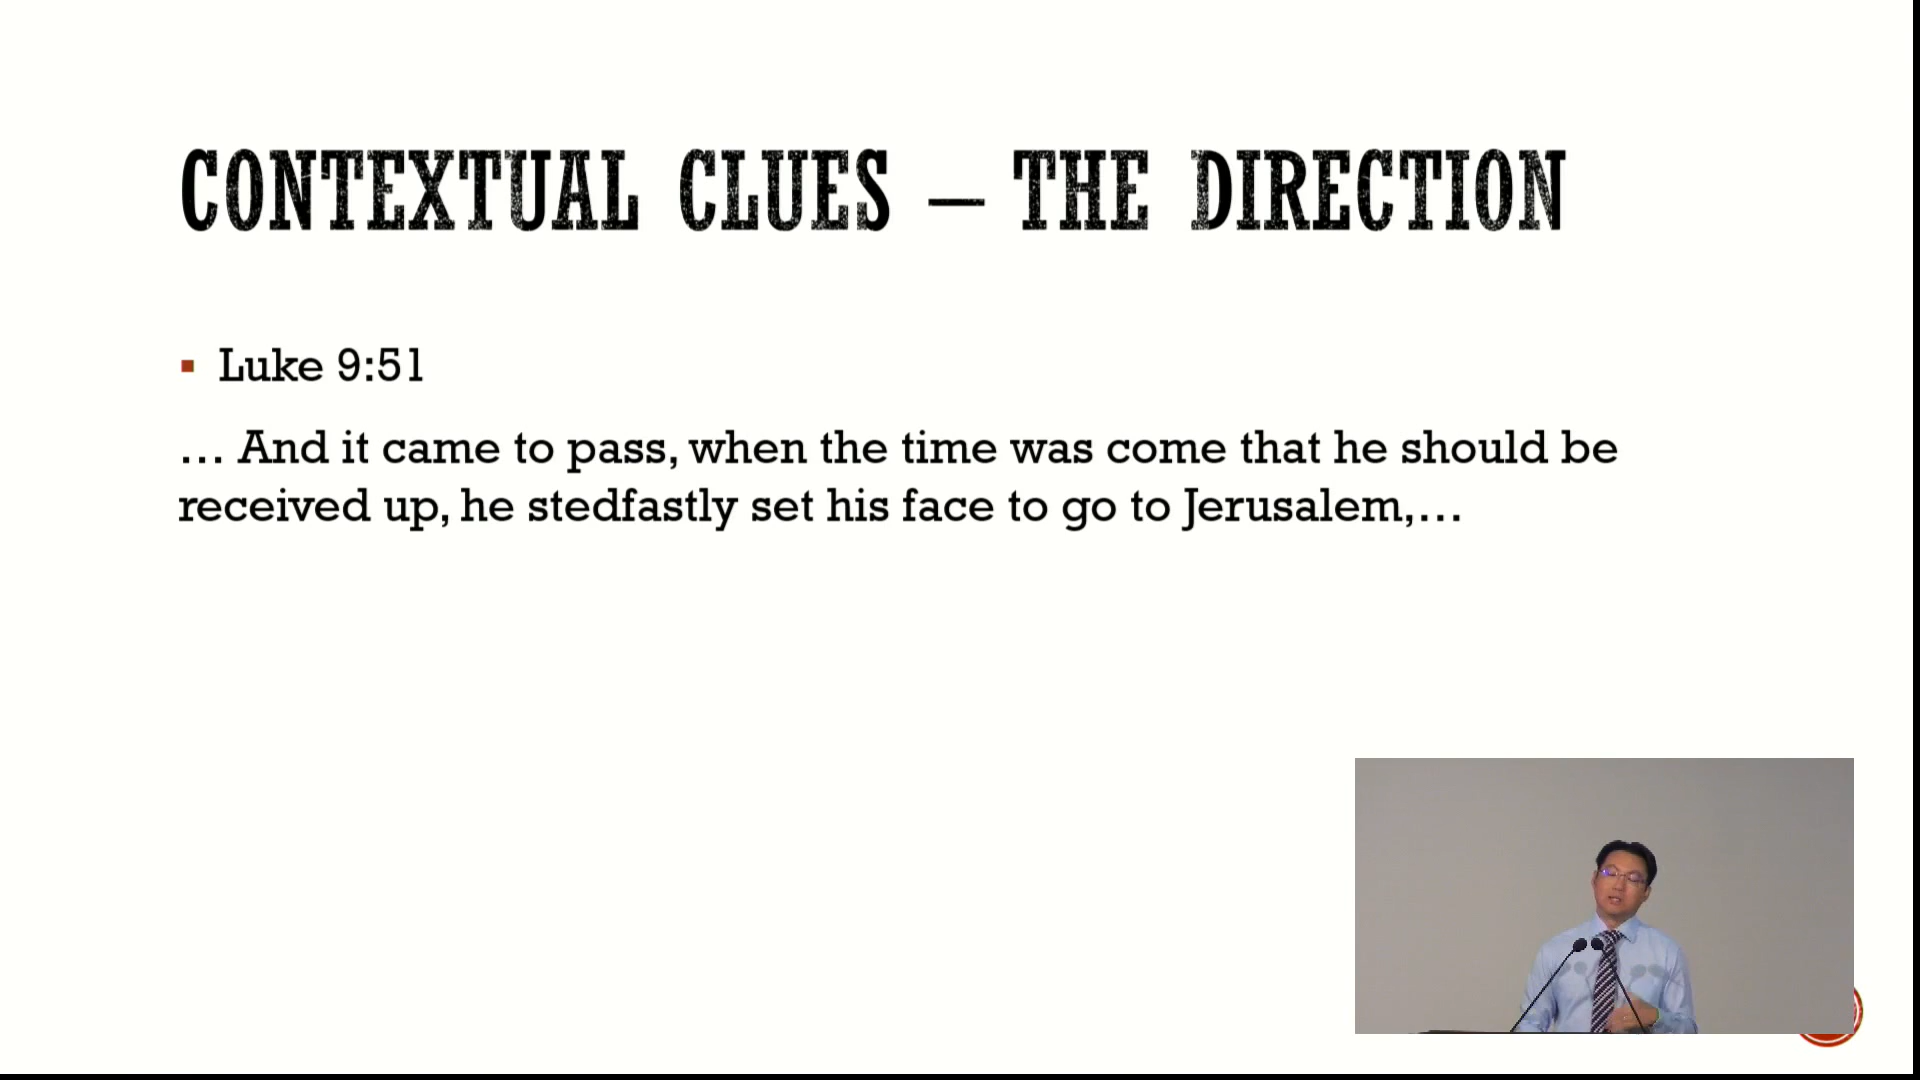 CONTEXTUAL CLUES – THE DIRECTION
Luke 9:51
… And it came to pass, when the time was come that he should be
received up, he stedfastly set his face to go to Jerusalem,…